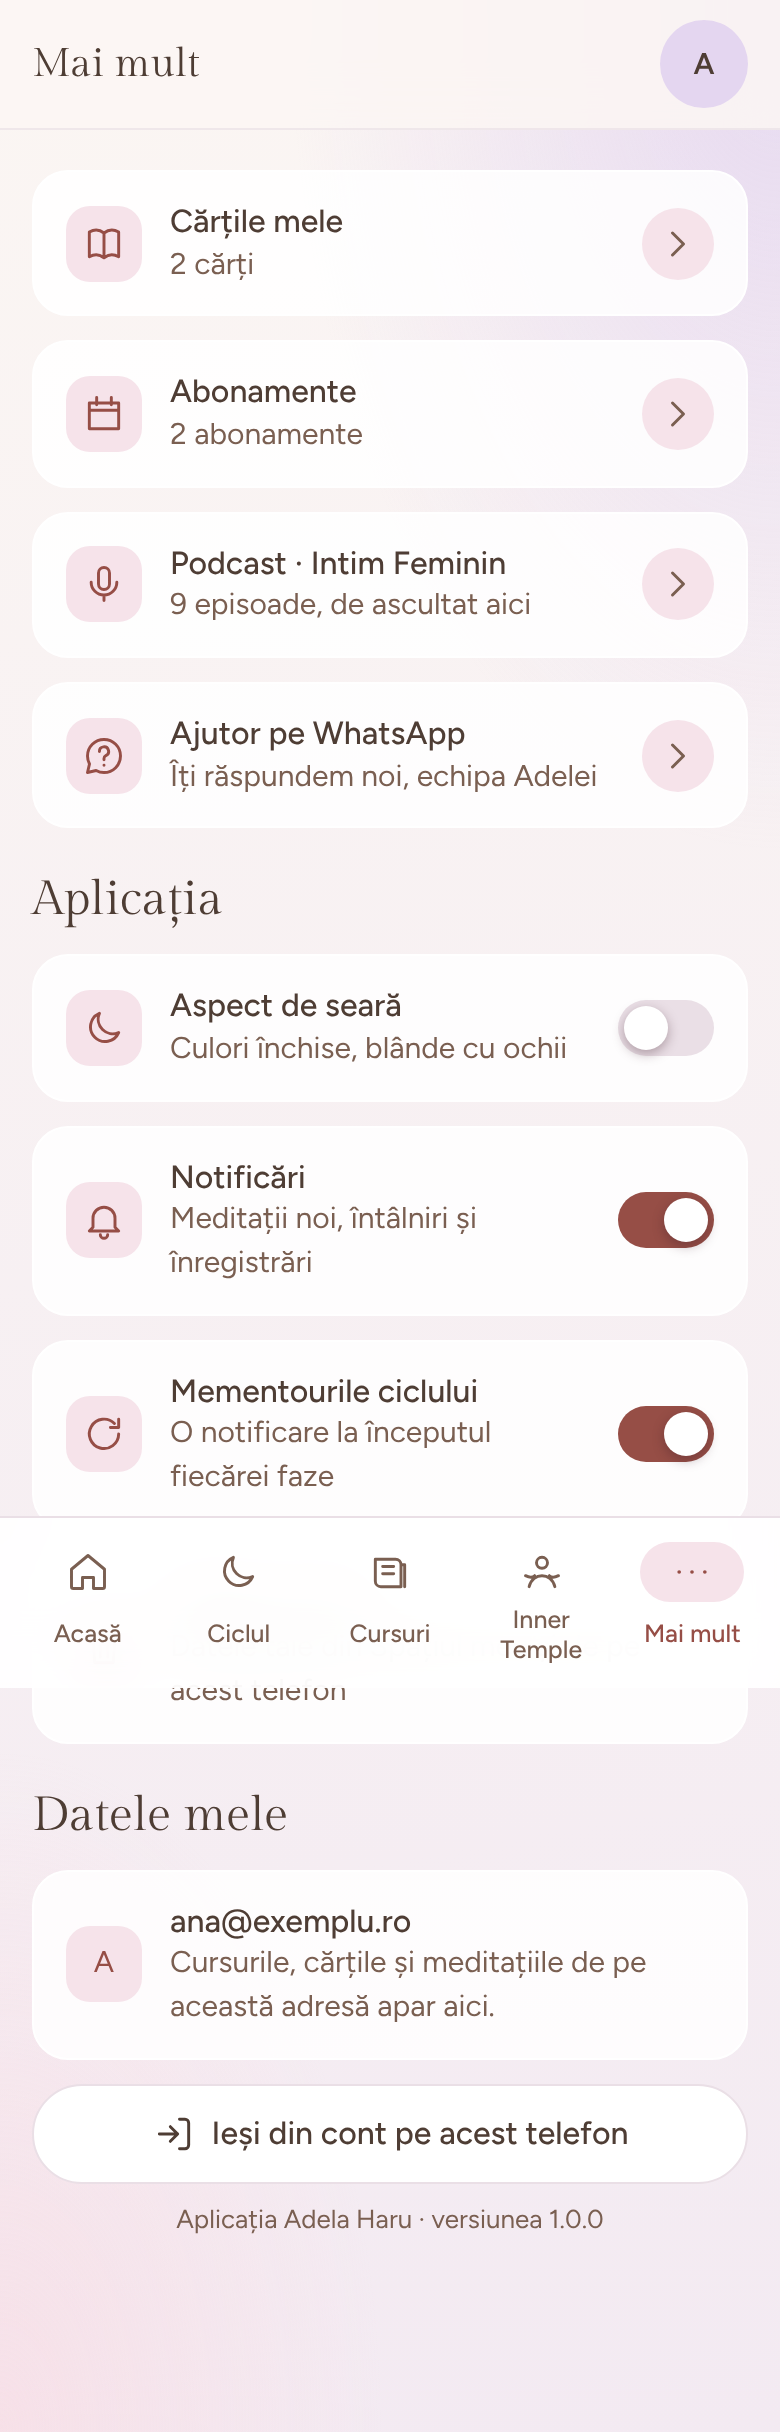 Mai mult
A
Cărțile mele
2 cărți
Abonamente
2 abonamente
Podcast · Intim Feminin
9 episoade, de ascultat aici
Ajutor pe WhatsApp
Îți răspundem noi, echipa Adelei
Aplicația
Aspect de seară
Culori închise, blânde cu ochii
Notificări
Meditații noi, întâlniri și
înregistrări
Mementourile ciclului
O notificare la începutul
fiecărei faze
Acasă
Ciclul
Cursuri
Inner
Temple
Mai mult
acest telefon
Datele mele
ana@exemplu.ro
A
Cursurile, cărțile și meditațiile de pe
această adresă apar aici.
Ieși din cont pe acest telefon
Aplicația Adela Haru · versiunea 1.0.0